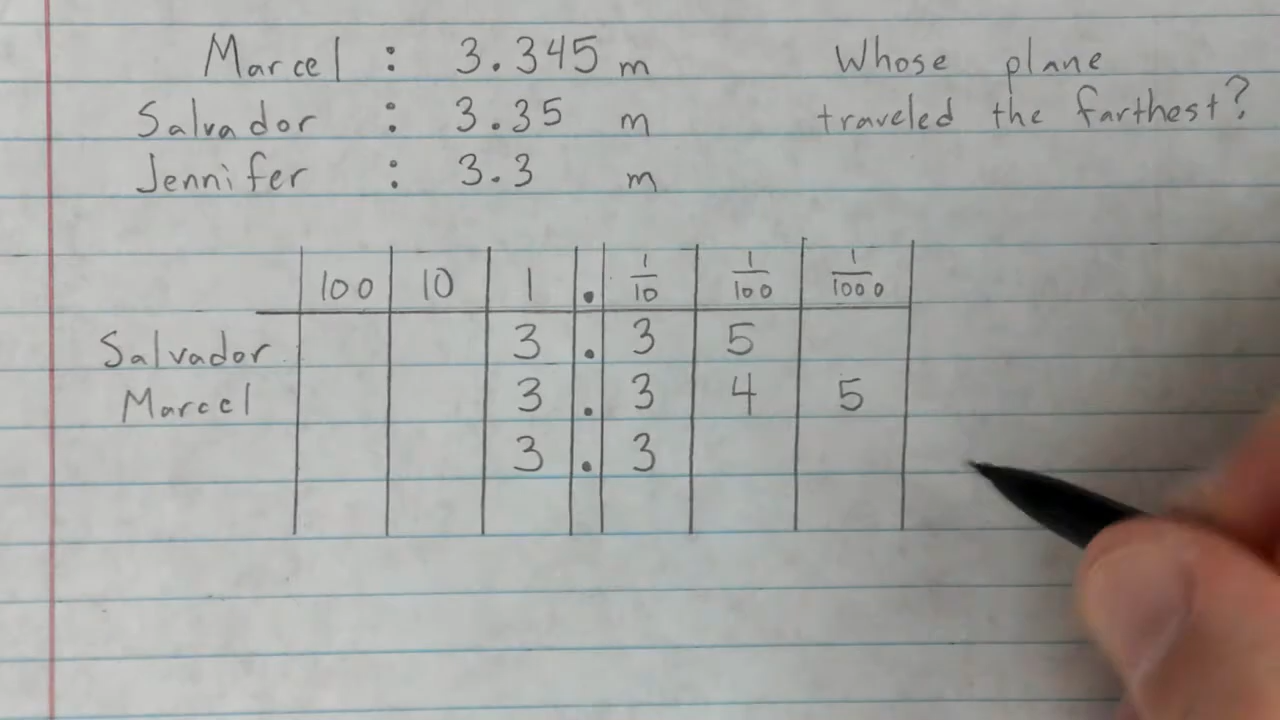 Marcel : 3.345 m
Salvador : 3.35 m
Jennifer : 3.3 m
Whose plane
traveled the farthest?
100 10 1 . 1/10 1/100 1/1000
Salvador 3 . 3 5
Marcel 3 . 3 4 5
3 . 3